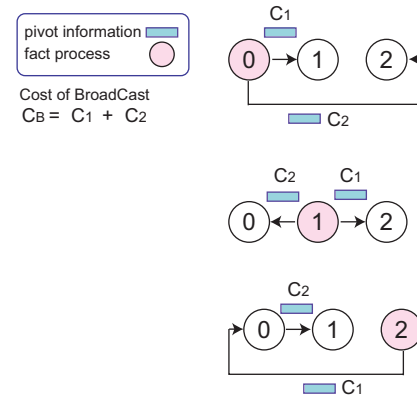 pivot information
fact process
Cost of BroadCast
CB = C1 + C2
C1
0 1 2
C2
C2 C1
0 1 2
C2
0 1 2
C1